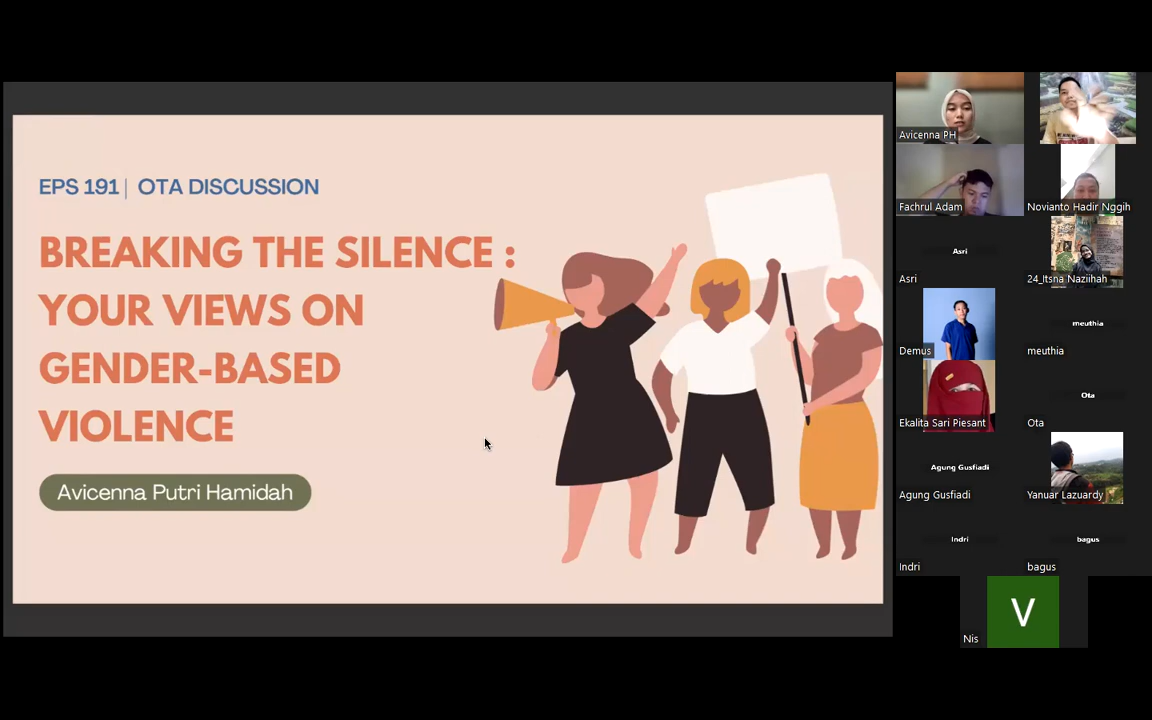 EPS 191 | OTA DISCUSSION
BREAKING THE SILENCE :
YOUR VIEWS ON
GENDER-BASED
VIOLENCE
Avicenna Putri Hamidah
Avicenna PH
Fachrul Adam
Novianto Hadir Nggih
Asri
Asri
24_Itsna Naziihah
Demus
meuthia
meuthia
Ekalita Sari Piesant
Ota
Ota
Agung Gusfiadi
Agung Gusfiadi
Yanuar Lazuardy
Indri
Indri
bagus
bagus
V
Nis